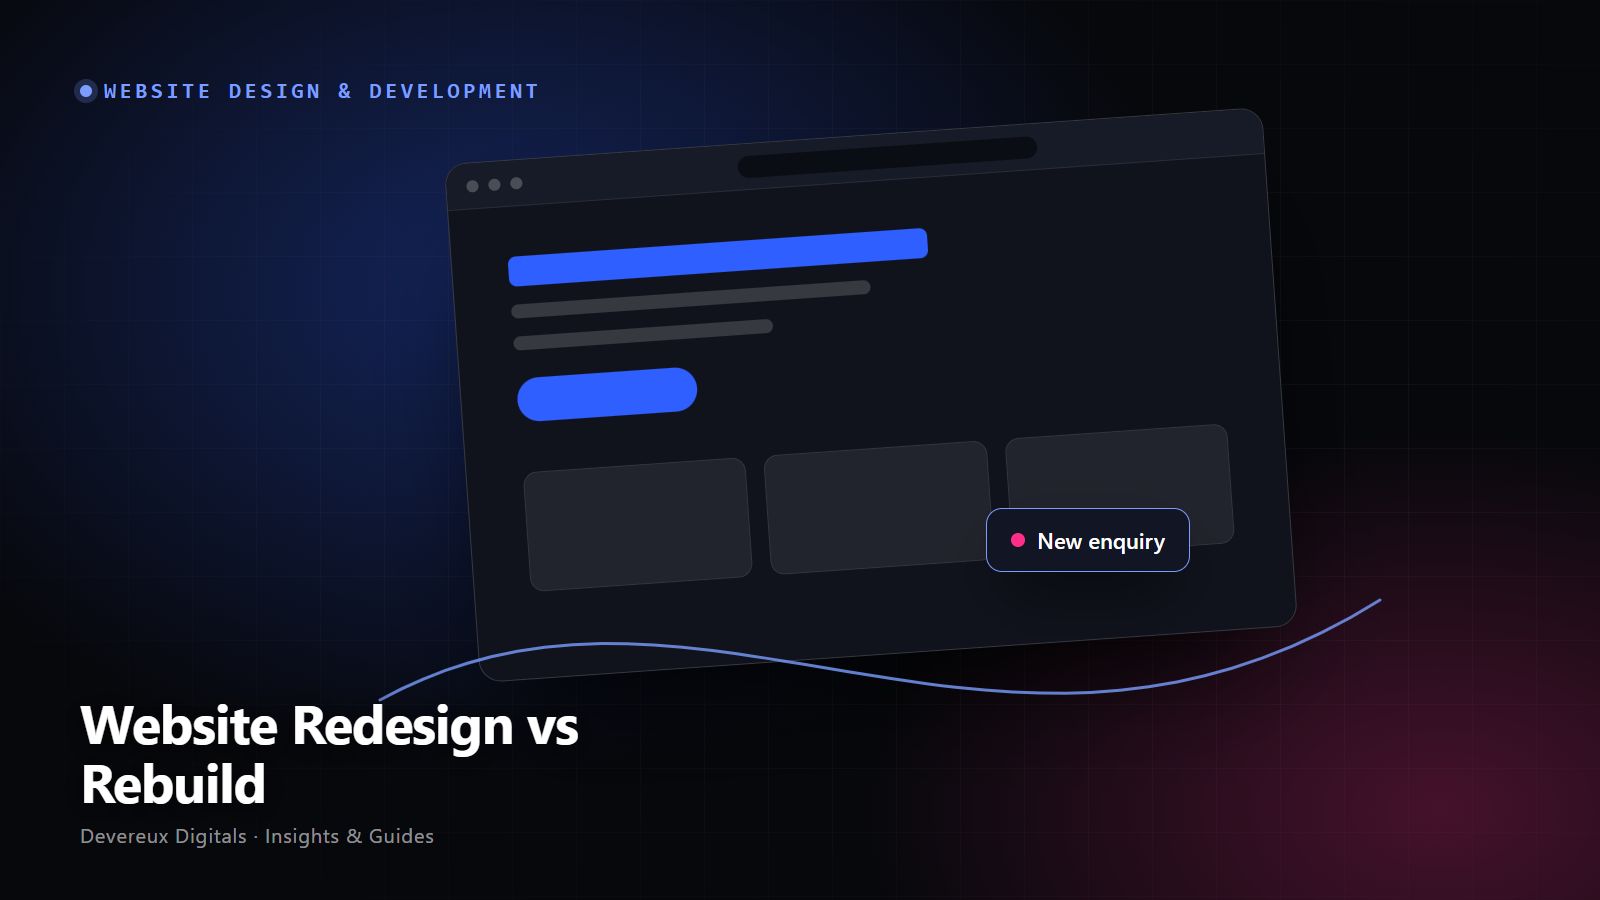 WEBSITE DESIGN & DEVELOPMENT
New enquiry
Website Redesign vs
Rebuild
Devereux Digitals · Insights & Guides